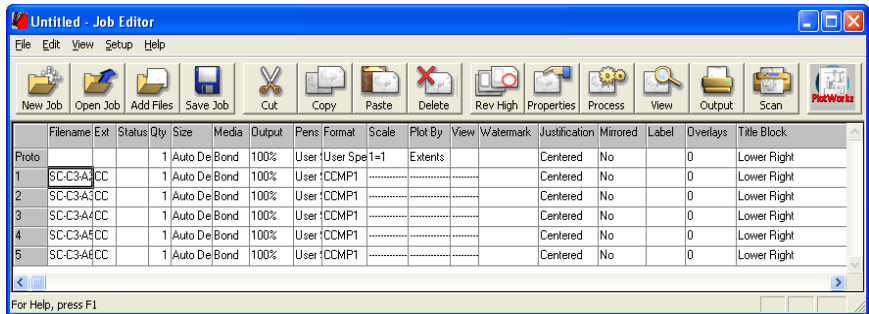 Untitled - Job Editor
File Edit View Setup Help
New Job Open Job Add Files Save Job Cut Copy Paste Delete Rev High Properties Process View Output Scan PlotWorks
Filename Ext Status Qty Size Media Output Pens Format Scale Plot By View Watermark Justification Mirrored Label Overlays Title Block
Proto 1 Auto De Bond 100% User S User Spe 1=1 Extents Centered No 0 Lower Right
1 SC-C3-A2 CC 1 Auto De Bond 100% User S CCMP1 ------------ ------------ -------- Centered No 0 Lower Right
2 SC-C3-A3 CC 1 Auto De Bond 100% User S CCMP1 ------------ ------------ -------- Centered No 0 Lower Right
3 SC-C3-A4 CC 1 Auto De Bond 100% User S CCMP1 ------------ ------------ -------- Centered No 0 Lower Right
4 SC-C3-A5 CC 1 Auto De Bond 100% User S CCMP1 ------------ ------------ -------- Centered No 0 Lower Right
5 SC-C3-A6 CC 1 Auto De Bond 100% User S CCMP1 ------------ ------------ -------- Centered No 0 Lower Right
For Help, press F1